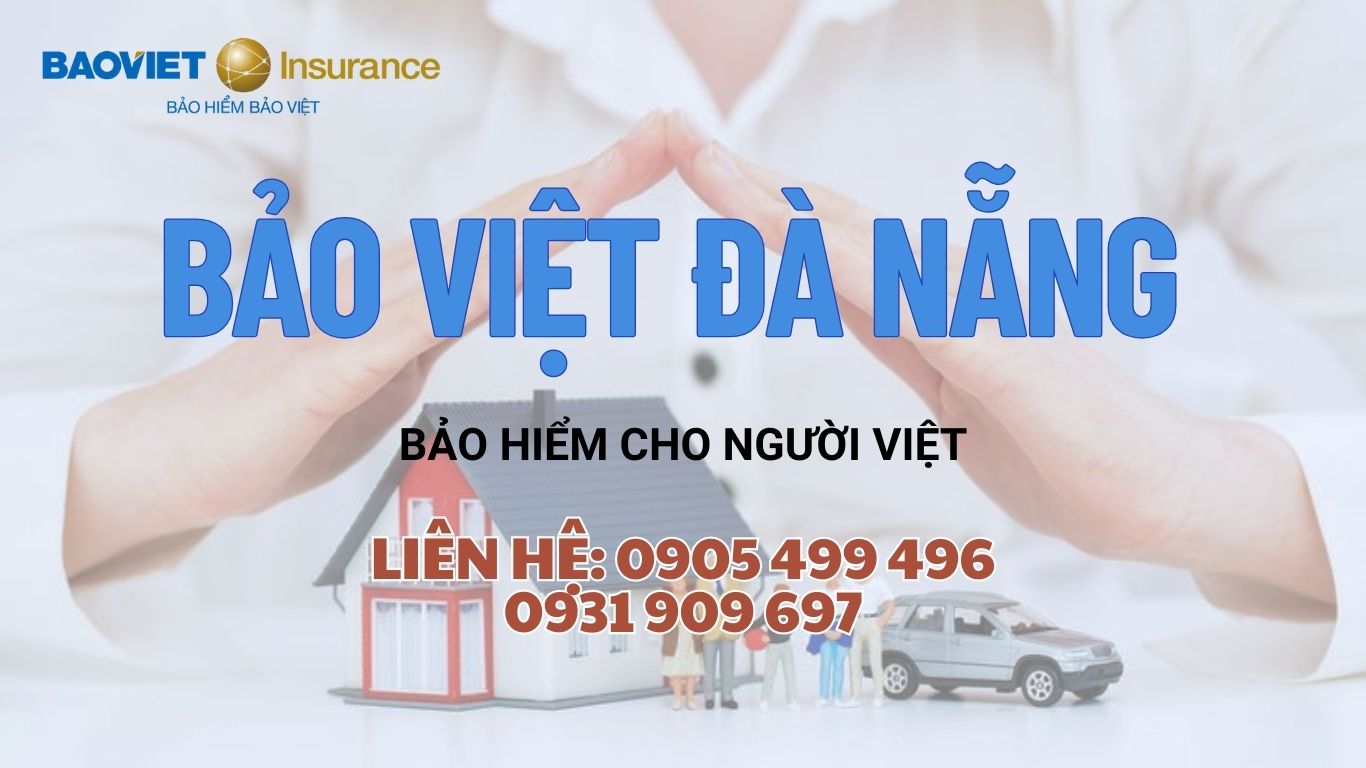 BAOVIET Insurance
BẢO HIỂM BẢO VIỆT
BẢO VIỆT ĐÀ NẴNG
BẢO HIỂM CHO NGƯỜI VIỆT
LIÊN HỆ: 0905 499 496
0931 909 697